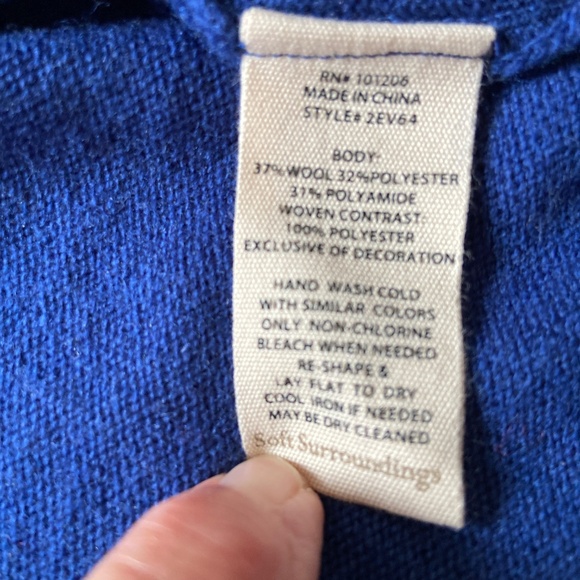 RN# 101206
MADE IN CHINA
STYLE# 2EV64
BODY:
37% WOOL 32%POLYESTER
31% POLYAMIDE
WOVEN CONTRAST:
100% POLYESTER
EXCLUSIVE OF DECORATION
HAND WASH COLD
WITH SIMILAR COLORS
ONLY NON-CHLORINE
BLEACH WHEN NEEDED
RE-SHAPE &
LAY FLAT TO DRY
COOL IRON IF NEEDED
MAY BE DRY CLEANED
Soft Surroundings